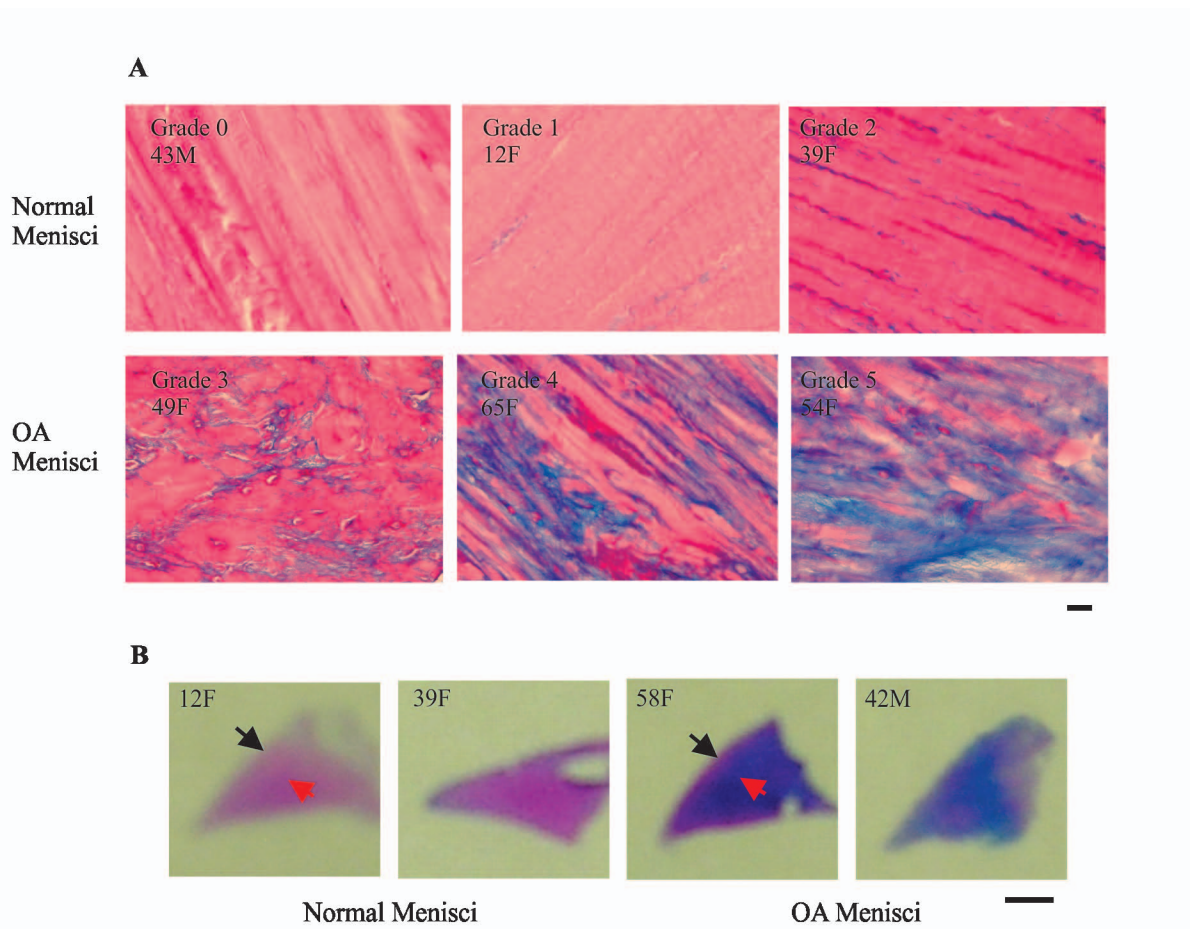 A
Normal
Menisci
Grade 0
43M
Grade 1
12F
Grade 2
39F
OA
Menisci
Grade 3
49F
Grade 4
65F
Grade 5
54F
B
12F
39F
58F
42M
Normal Menisci
OA Menisci